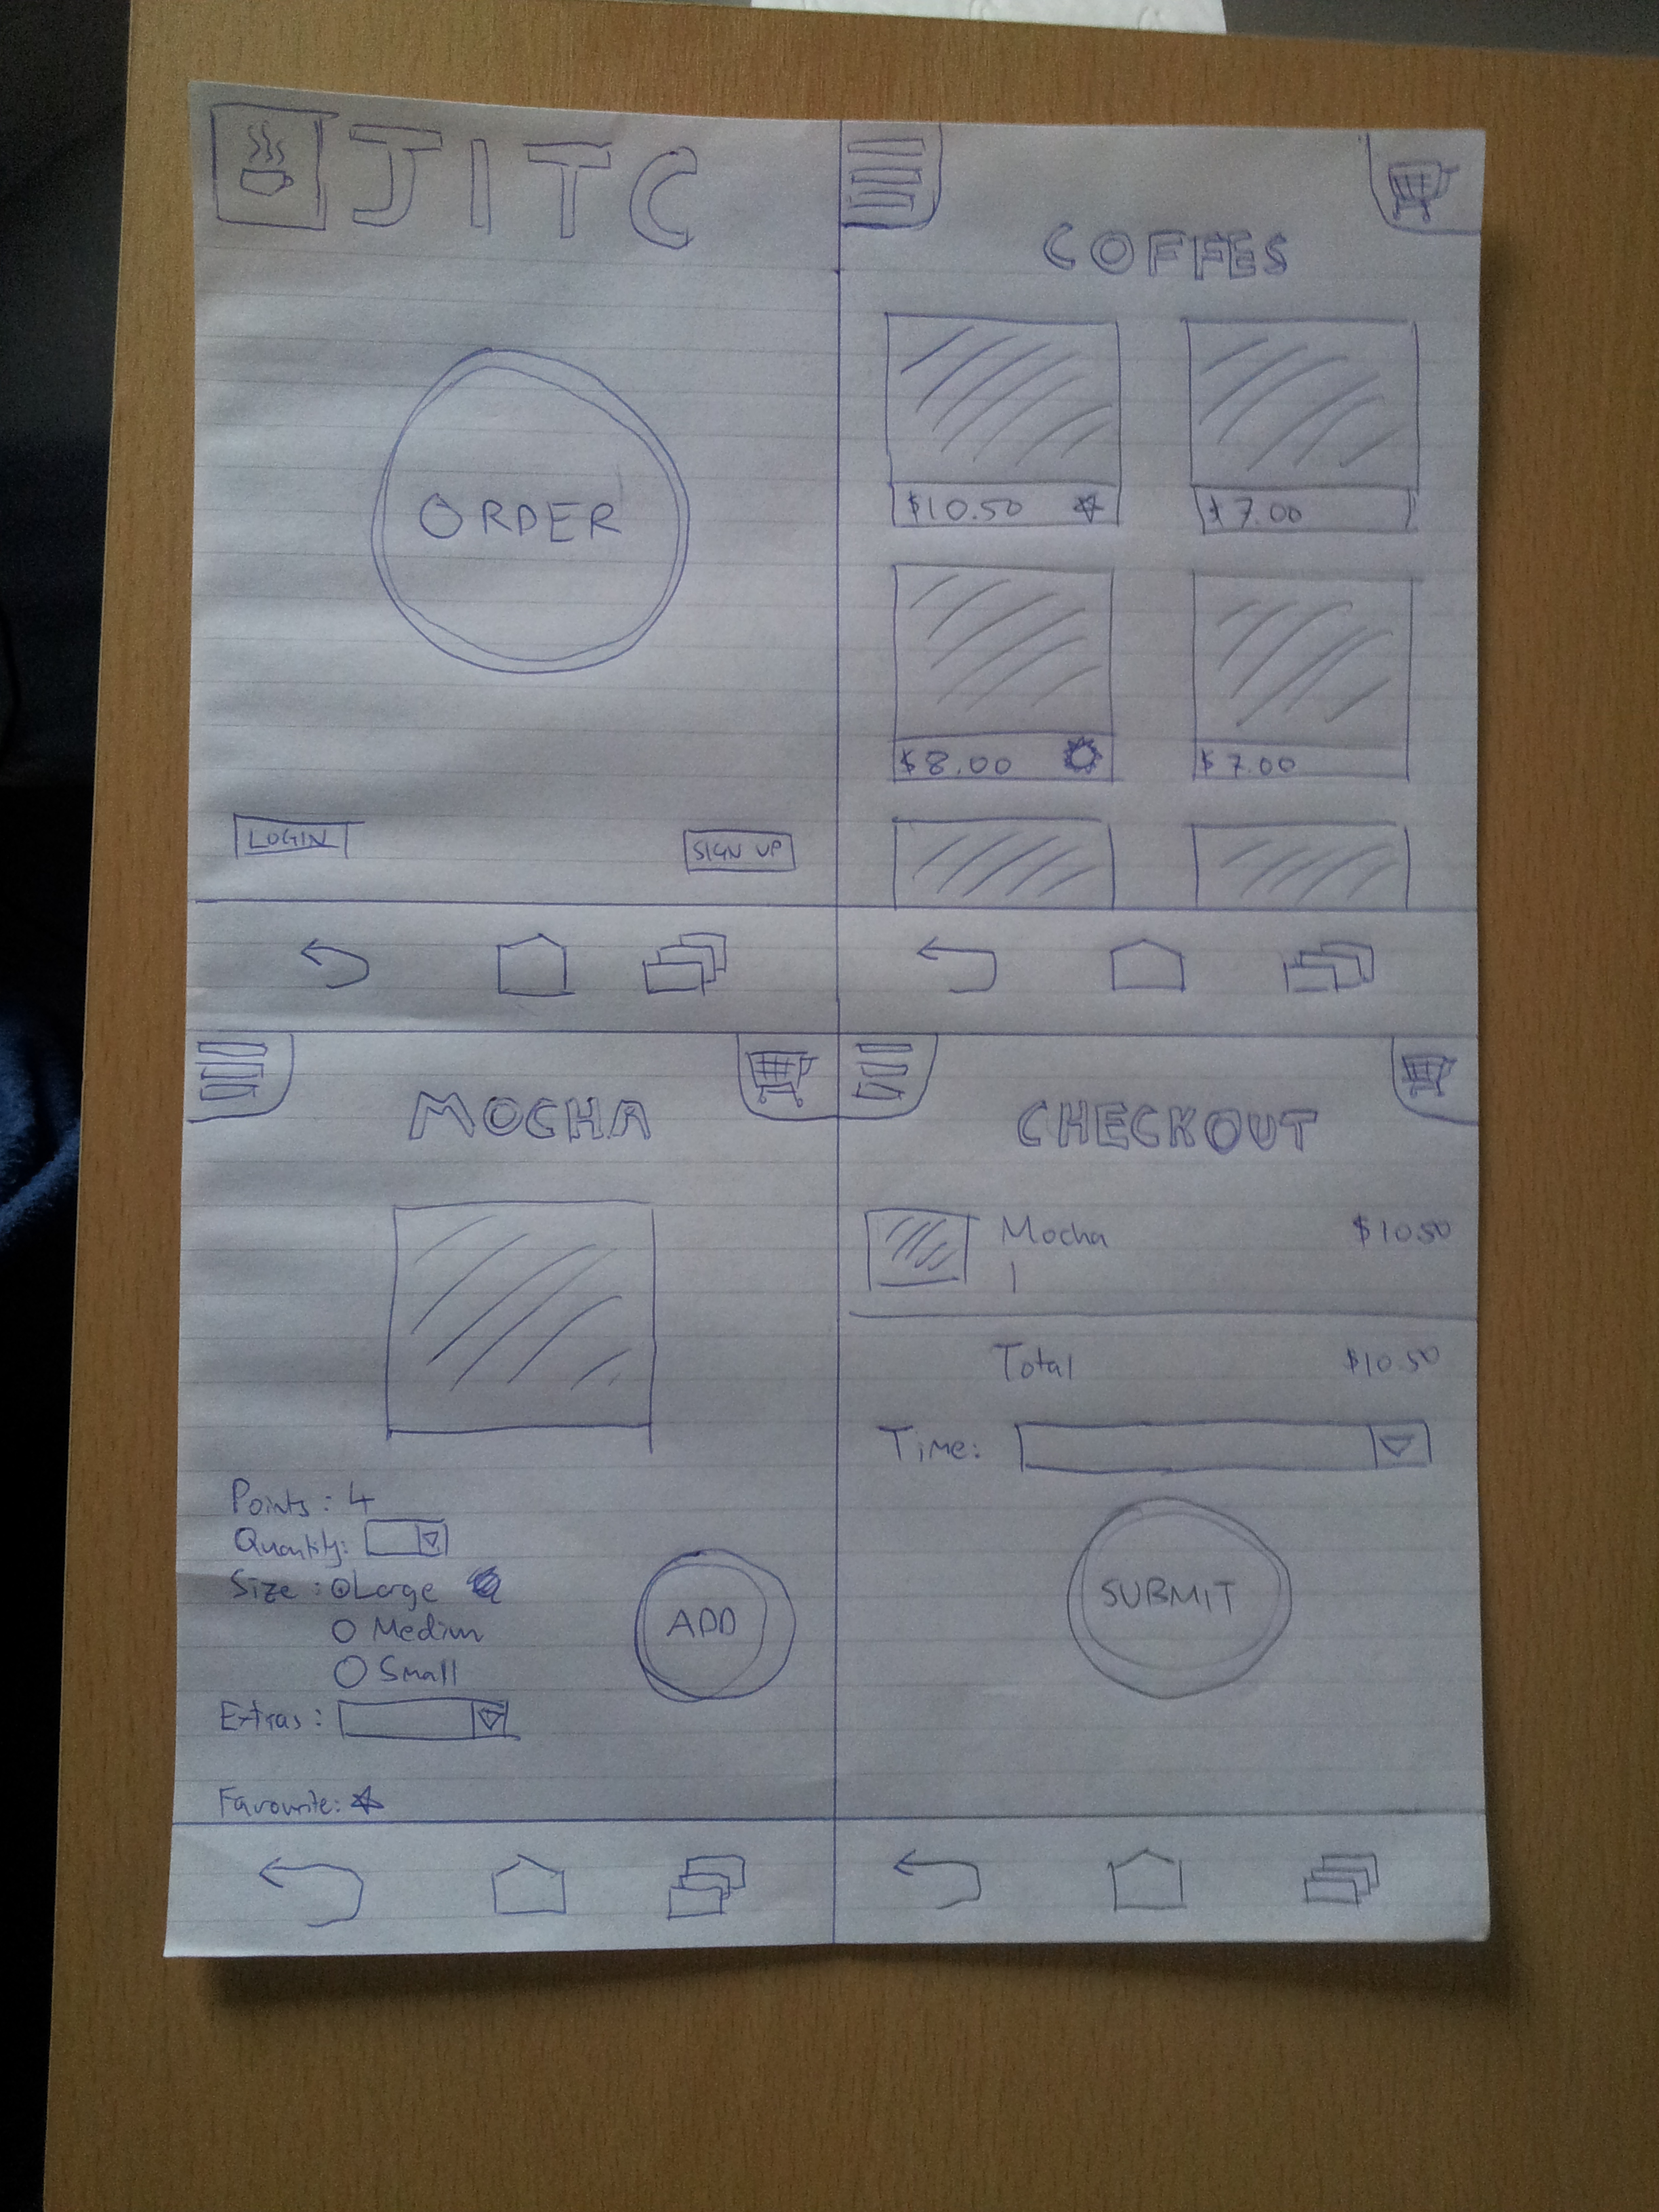 JITC
ORDER
LOGIN
SIGN UP
COFFES
$10.50
$7.00
$8.00
$7.00
MOCHA
Points: 4
Quantity:
Size: Large
Medium
Small
Extras:
ADD
Favourite:
CHECKOUT
Mocha $10.50
1
Total $10.50
Time:
SUBMIT